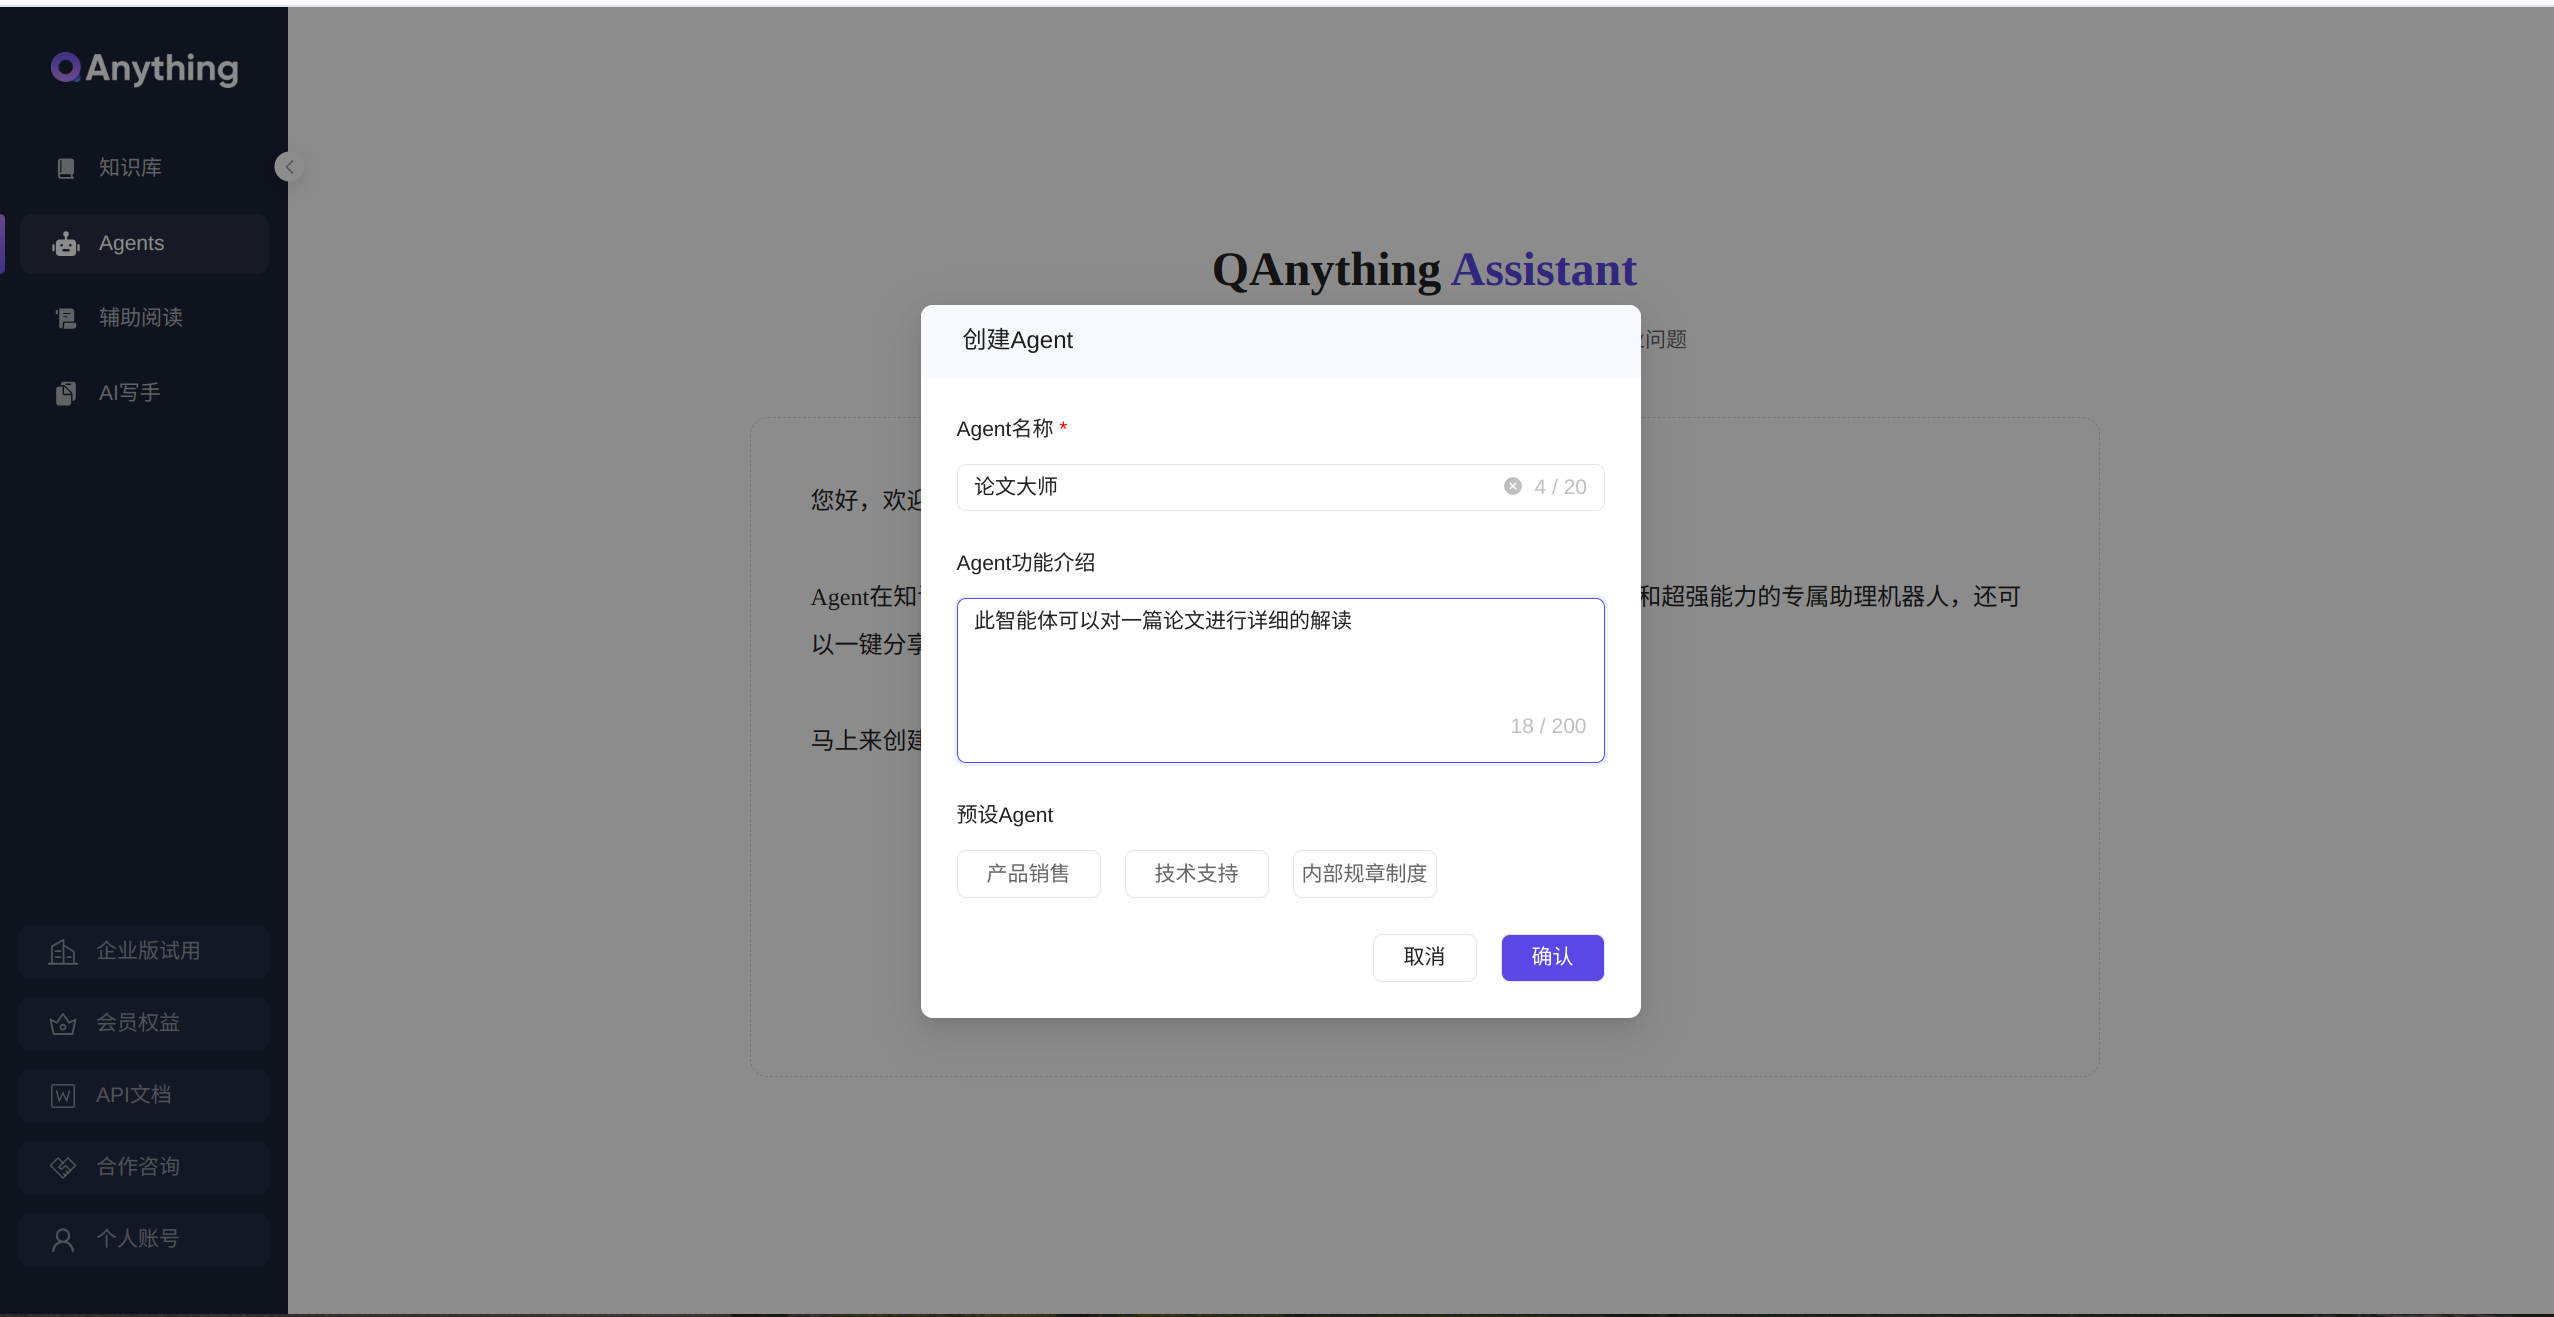 QAnything
知识库
Agents
辅助阅读
AI写手
企业版试用
会员权益
API文档
合作咨询
个人账号
QAnything Assistant
问题
您好，欢
Agent在知
和超强能力的专属助理机器人，还可
以一键分享
马上来创建
创建Agent
Agent名称 *
论文大师
4 / 20
Agent功能介绍
此智能体可以对一篇论文进行详细的解读
18 / 200
预设Agent
产品销售
技术支持
内部规章制度
取消
确认